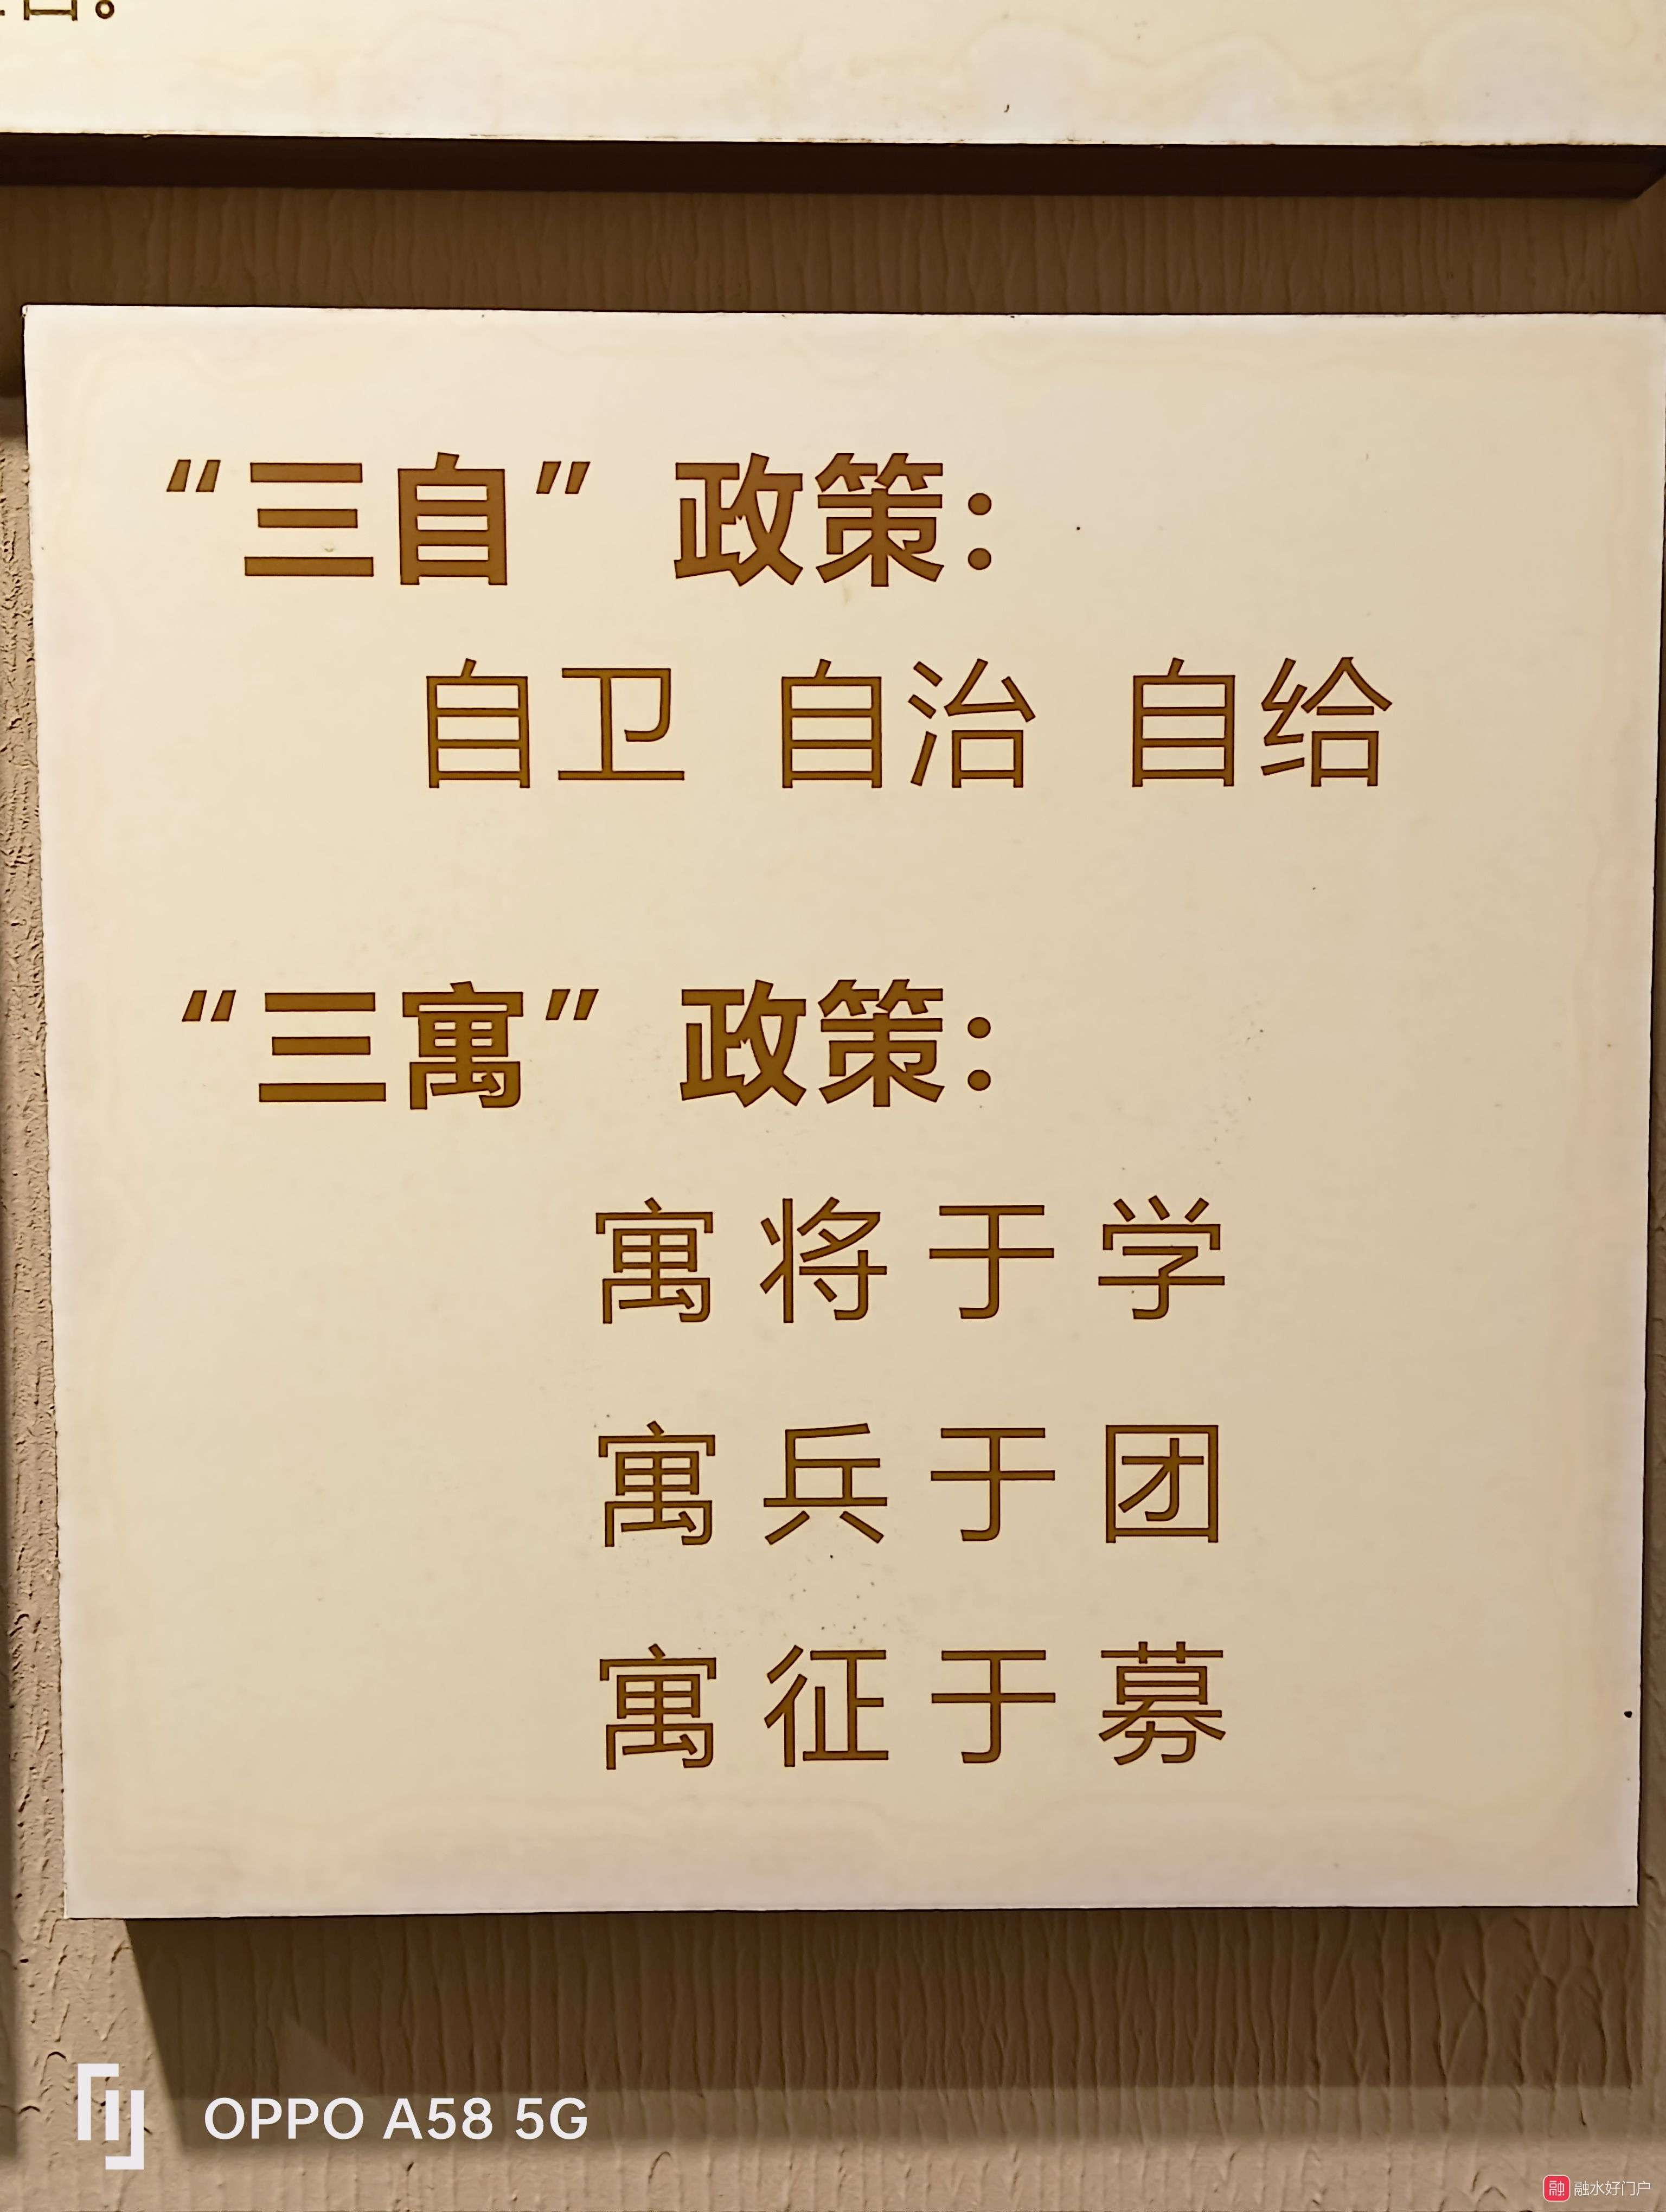 “三自”政策：
自卫 自治 自给
“三寓”政策：
寓将于学
寓兵于团
寓征于募
OPPO A58 5G
融 融水好门户